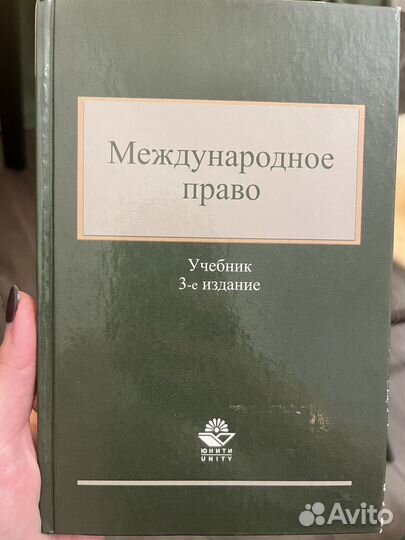 Международное
право
Учебник
3-е издание
ЮНИТИ
UNITY
Avito